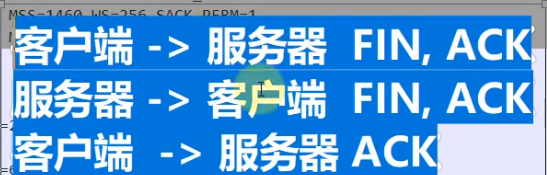 MSS=1460 WS=256 SACK_PERM=1
客户端 -> 服务器 FIN, ACK
服务器 -> 客户端 FIN, ACK
客户端 -> 服务器 ACK